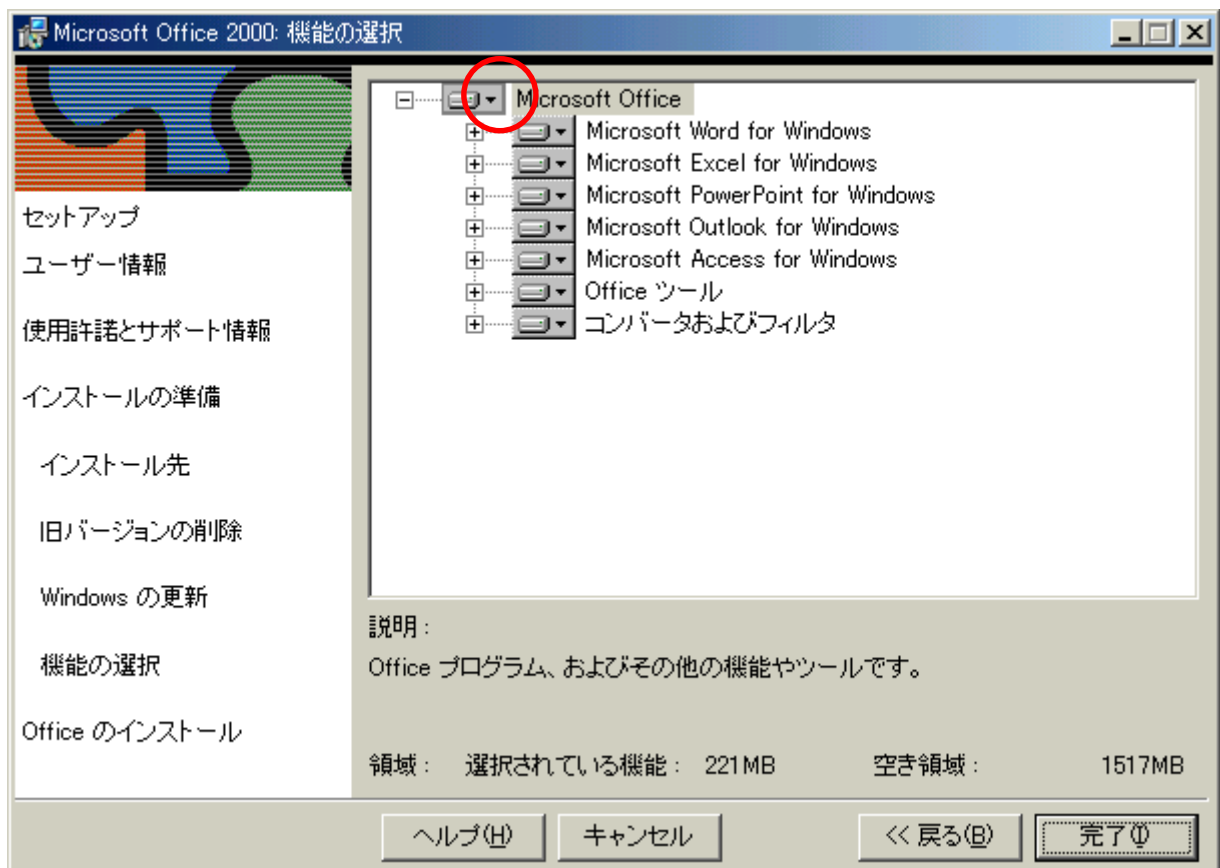 Microsoft Office 2000: 機能の選択
セットアップ
ユーザー情報
使用許諾とサポート情報
インストールの準備
インストール先
旧バージョンの削除
Windows の更新
機能の選択
Office のインストール
Microsoft Office
Microsoft Word for Windows
Microsoft Excel for Windows
Microsoft PowerPoint for Windows
Microsoft Outlook for Windows
Microsoft Access for Windows
Office ツール
コンバータおよびフィルタ
説明 :
Office プログラム、およびその他の機能やツールです。
領域 : 選択されている機能 : 221MB 空き領域 : 1517MB
ヘルプ(H) キャンセル << 戻る(B) 完了(I)